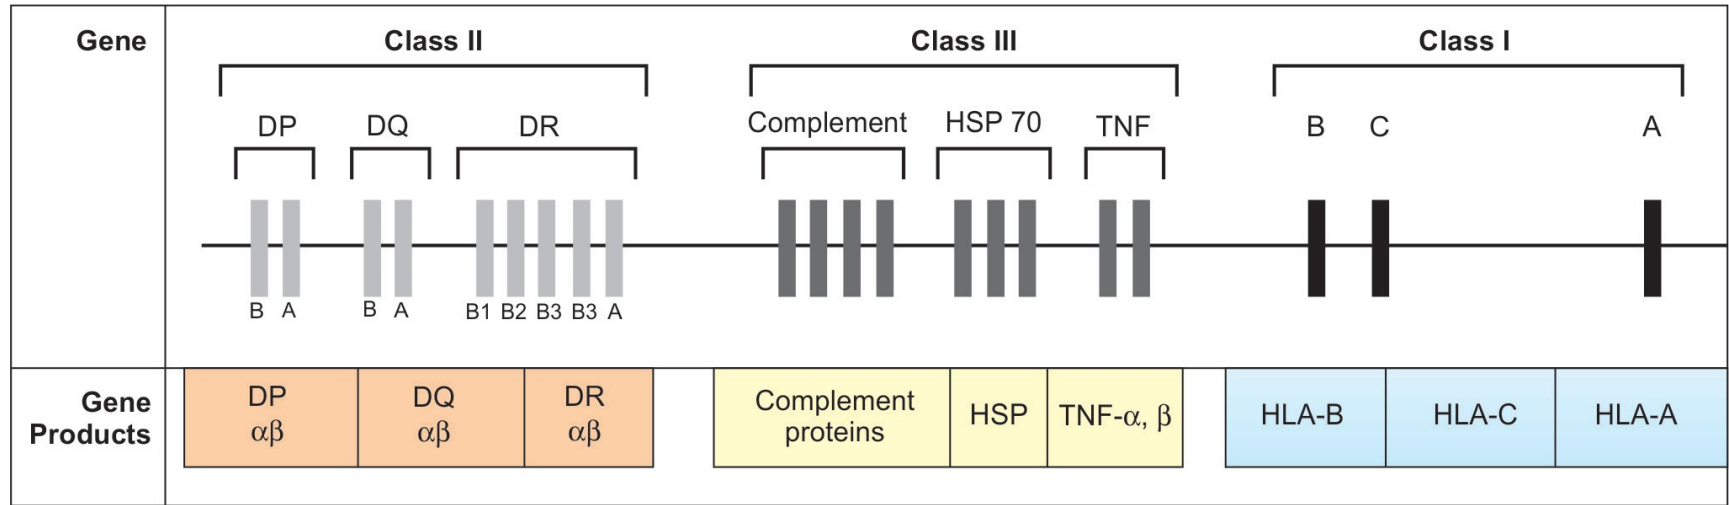 Gene
Class II
Class III
Class I
DP
DQ
DR
Complement
HSP 70
TNF
B
C
A
B A
B A
B1 B2 B3 B3 A
Gene
Products
DP
αβ
DQ
αβ
DR
αβ
Complement
proteins
HSP
TNF-α, β
HLA-B
HLA-C
HLA-A